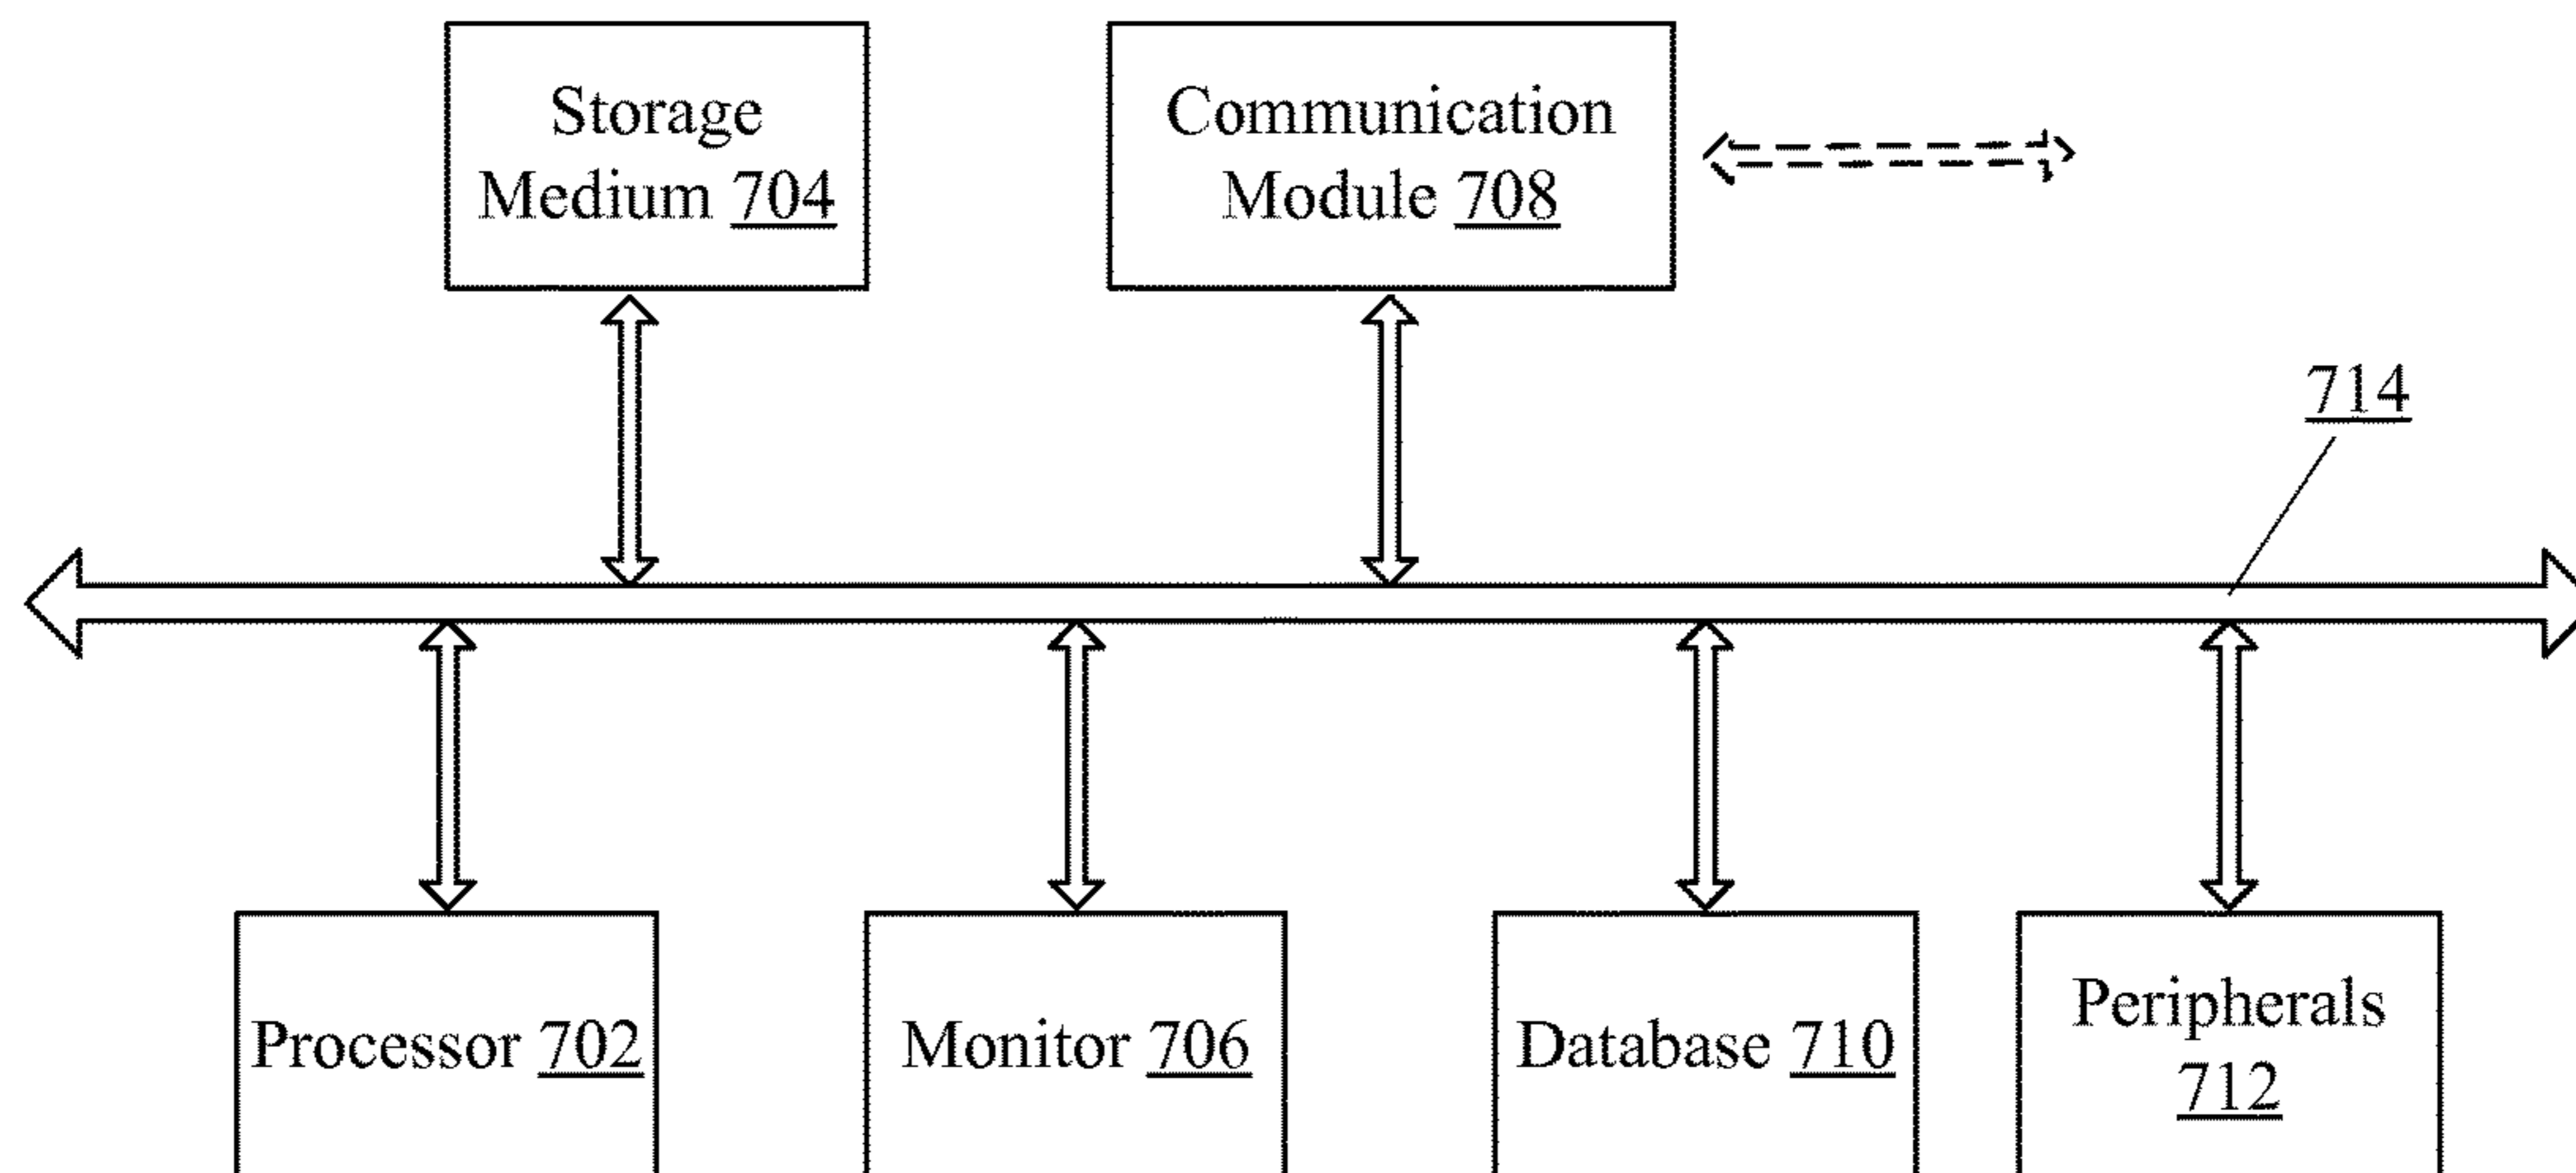 Storage
Medium 704
Communication
Module 708
714
Processor 702
Monitor 706
Database 710
Peripherals
712